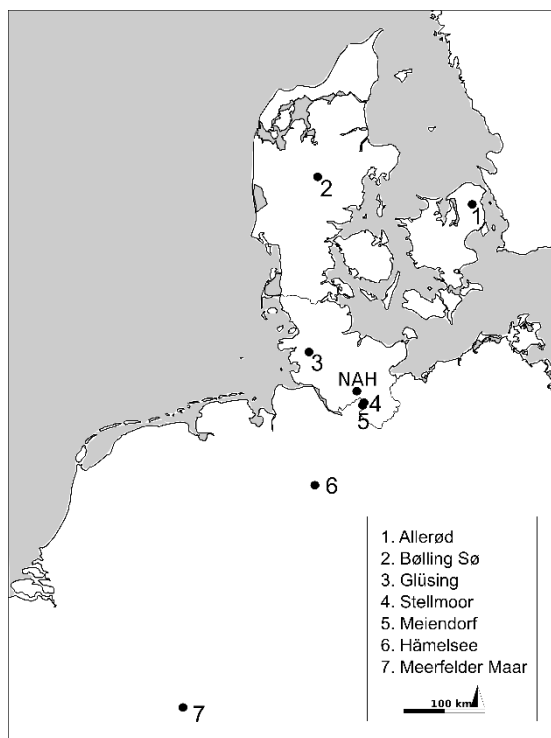 2
1
3
NAH
4
5
6
1. Allerød
2. Bølling Sø
3. Glüsing
4. Stellmoor
5. Meiendorf
6. Hämelsee
7. Meerfelder Maar
100 km
7